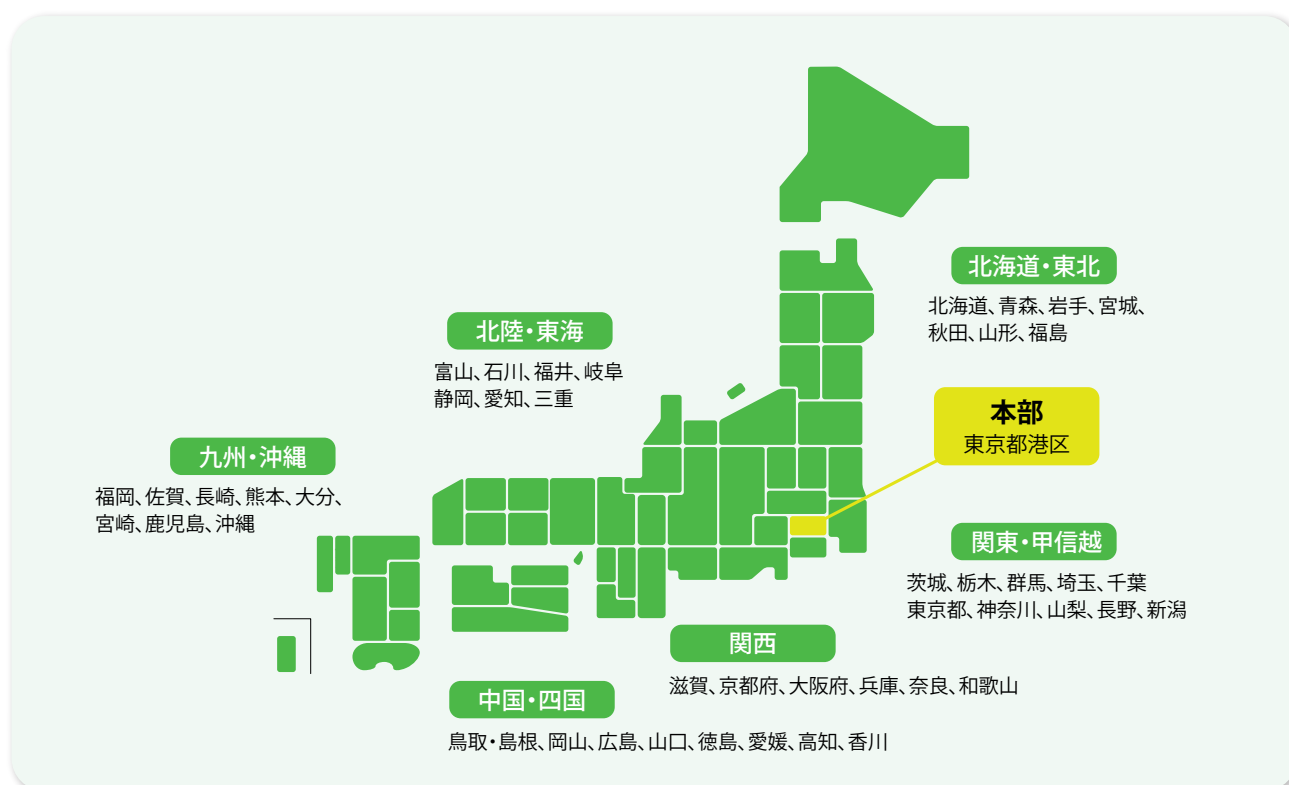 北海道・東北
北海道、青森、岩手、宮城、
秋田、山形、福島
北陸・東海
富山、石川、福井、岐阜
静岡、愛知、三重
本部
東京都港区
九州・沖縄
福岡、佐賀、長崎、熊本、大分、
宮崎、鹿児島、沖縄
関東・甲信越
茨城、栃木、群馬、埼玉、千葉
東京都、神奈川、山梨、長野、新潟
関西
滋賀、京都府、大阪府、兵庫、奈良、和歌山
中国・四国
鳥取・島根、岡山、広島、山口、徳島、愛媛、高知、香川